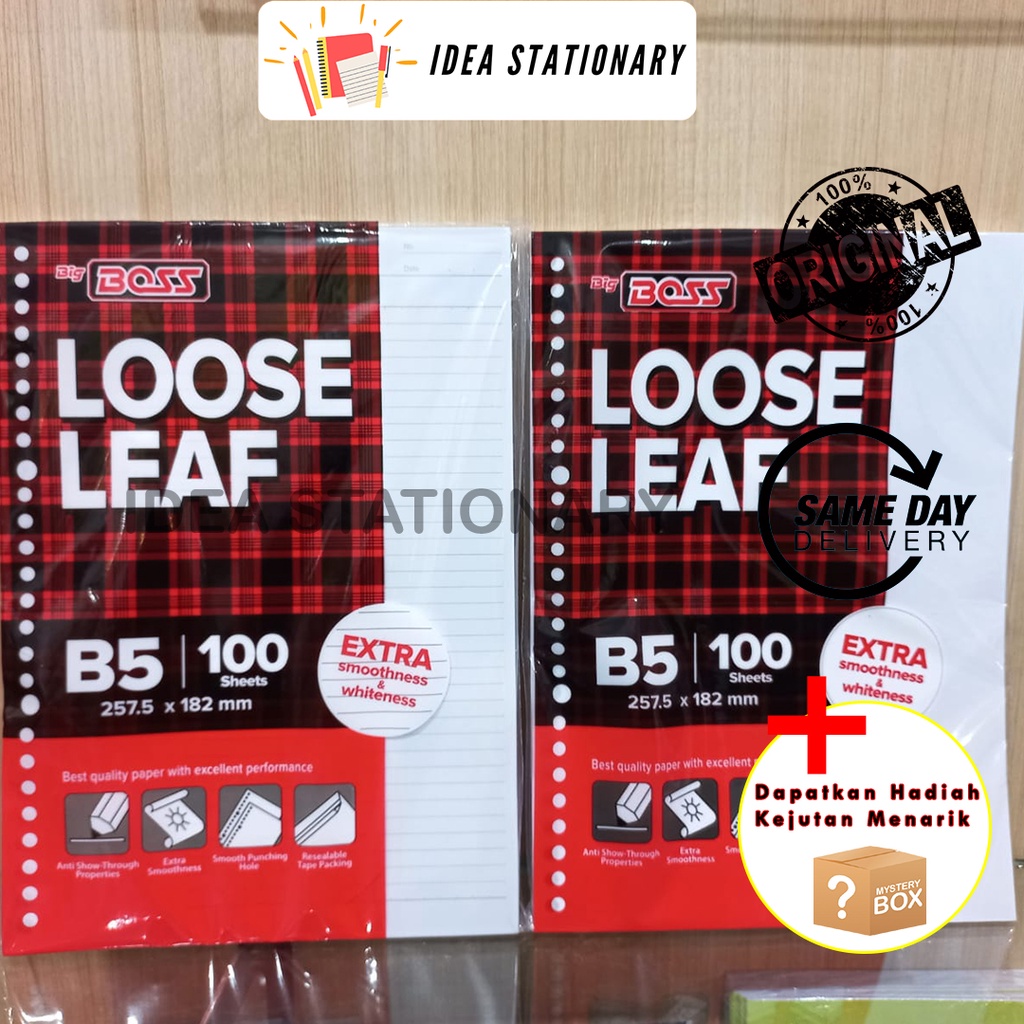 IDEA STATIONARY
100%
ORIGINAL
100%
No.
Date
Big BOSS
LOOSE
LEAF
B5 100
Sheets
257.5 x 182 mm
EXTRA
smoothness
&
whiteness
Best quality paper with excellent performance
Anti Show-Through
Properties
Extra
Smoothness
Smooth Punching
Hole
Resealable
Tape Packing
Big BOSS
LOOSE
LEAF
B5 100
Sheets
257.5 x 182 mm
EXTRA
smoothness
&
whiteness
Best quality paper with excellent
Anti Show-Through
Properties
Extra
Smoothness
IDEA STATIONARY
SAME DAY
DELIVERY
Dapatkan Hadiah
Kejutan Menarik
?
MYSTERY
BOX